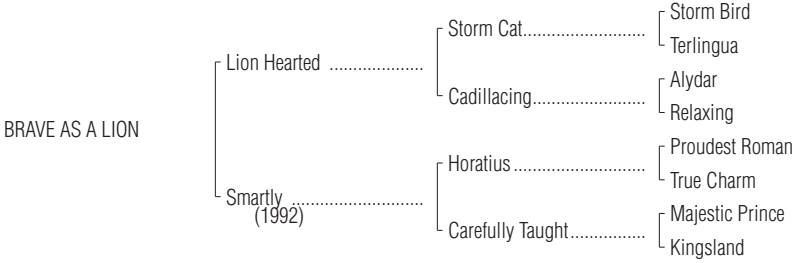 Storm Bird
Storm Cat..........................
Terlingua
Lion Hearted ....................
Alydar
Cadillacing........................
Relaxing
BRAVE AS A LION
Proudest Roman
Horatius ............................
True Charm
Smartly ............................
(1992)
Majestic Prince
Carefully Taught................
Kingsland